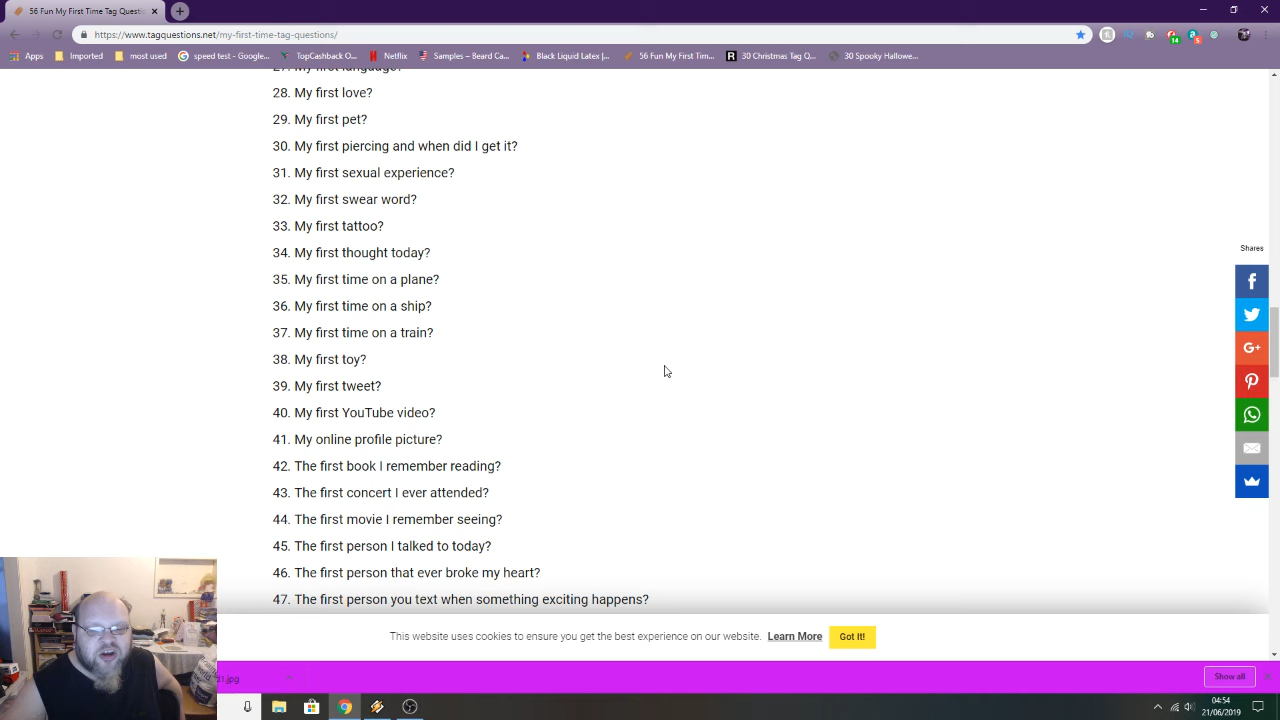 56 Fun My First Time Tag Questi
https://www.tagquestions.net/my-first-time-tag-questions/
Apps
Imported
most used
speed test - Google...
TopCashback O...
Netflix
Samples – Beard Ca...
Black Liquid Latex |...
56 Fun My First Tim...
30 Christmas Tag Q...
30 Spooky Hallowe...
14
5
27. My first language?
28. My first love?
29. My first pet?
30. My first piercing and when did I get it?
31. My first sexual experience?
32. My first swear word?
33. My first tattoo?
34. My first thought today?
35. My first time on a plane?
36. My first time on a ship?
37. My first time on a train?
38. My first toy?
39. My first tweet?
40. My first YouTube video?
41. My online profile picture?
42. The first book I remember reading?
43. The first concert I ever attended?
44. The first movie I remember seeing?
45. The first person I talked to today?
46. The first person that ever broke my heart?
47. The first person you text when something exciting happens?
Shares
G+
This website uses cookies to ensure you get the best experience on our website. Learn More Got It!
d1.jpg
Show all
04:54
21/06/2019